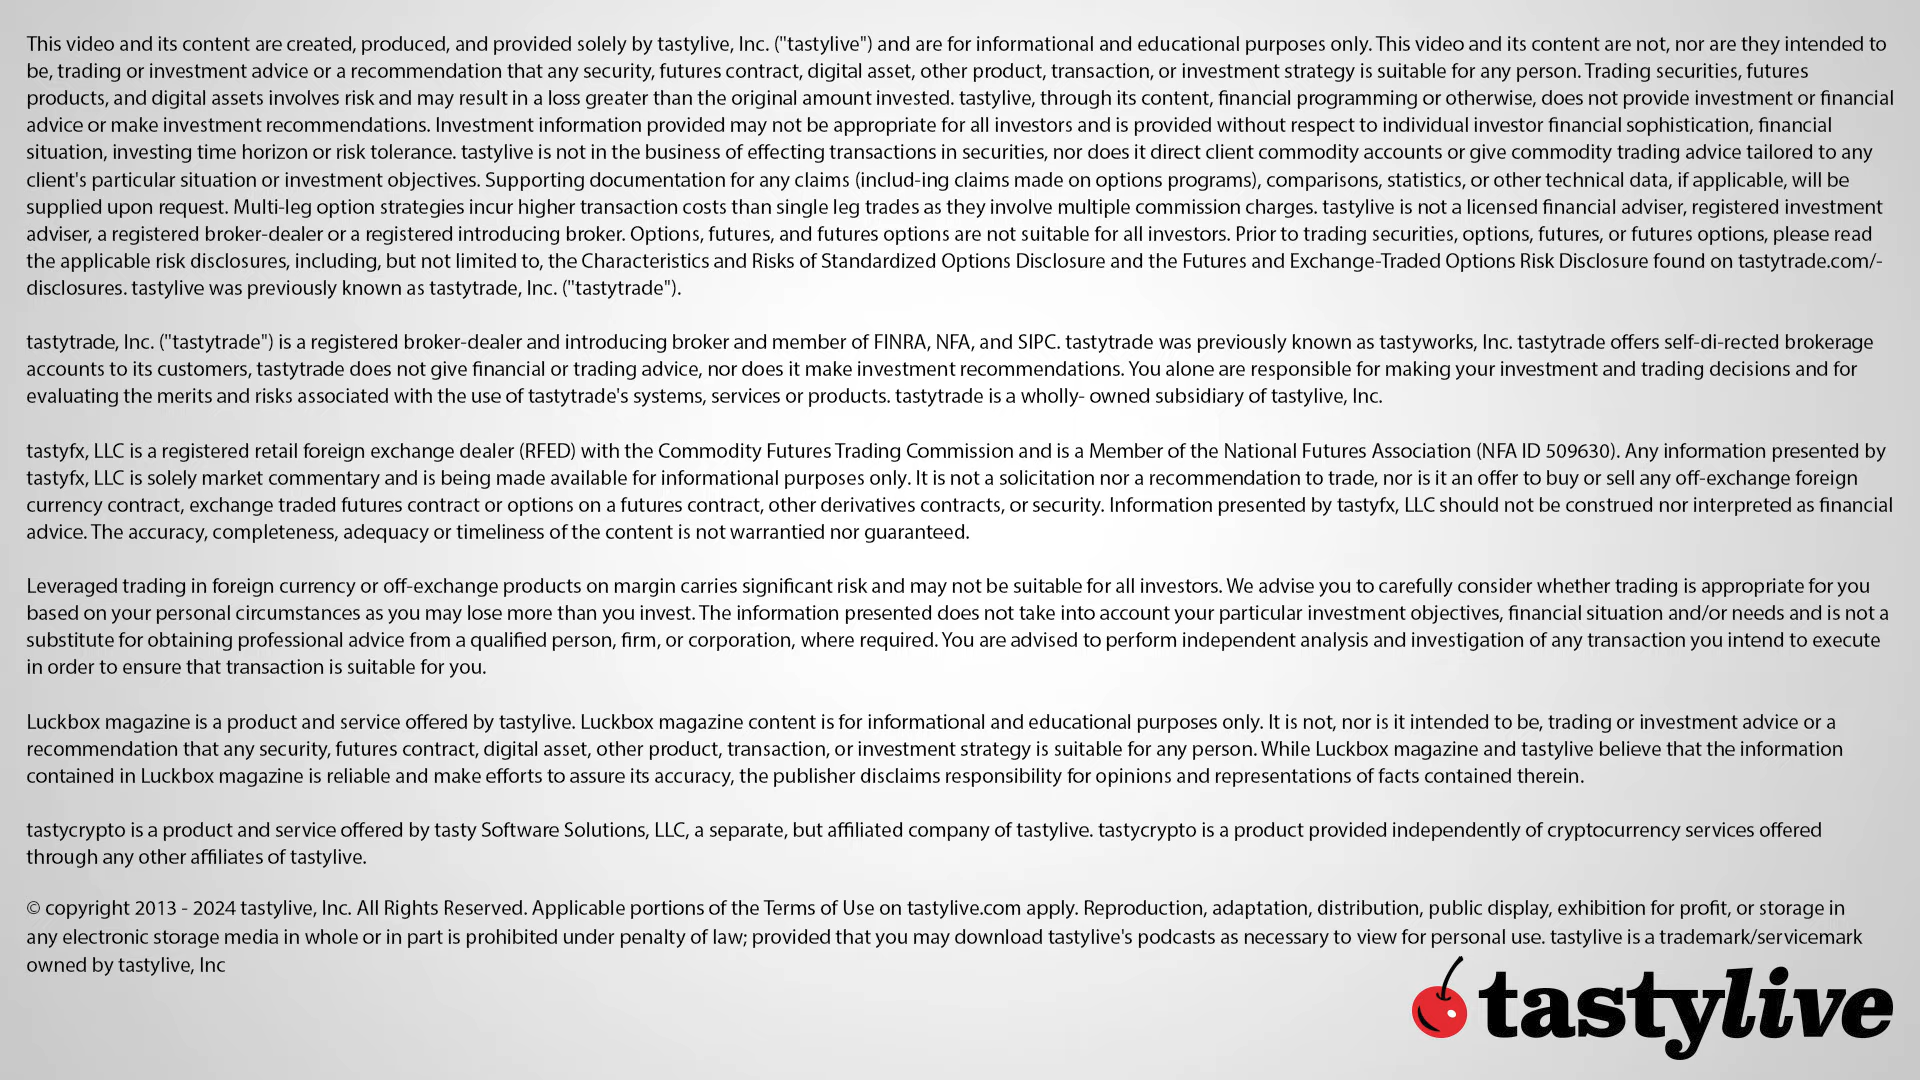 This video and its content are created, produced, and provided solely by tastylive, Inc. ("tastylive") and are for informational and educational purposes only. This video and its content are not, nor are they intended to
be, trading or investment advice or a recommendation that any security, futures contract, digital asset, other product, transaction, or investment strategy is suitable for any person. Trading securities, futures
products, and digital assets involves risk and may result in a loss greater than the original amount invested. tastylive, through its content, financial programming or otherwise, does not provide investment or financial
advice or make investment recommendations. Investment information provided may not be appropriate for all investors and is provided without respect to individual investor financial sophistication, financial
situation, investing time horizon or risk tolerance. tastylive is not in the business of effecting transactions in securities, nor does it direct client commodity accounts or give commodity trading advice tailored to any
client's particular situation or investment objectives. Supporting documentation for any claims (includ-ing claims made on options programs), comparisons, statistics, or other technical data, if applicable, will be
supplied upon request. Multi-leg option strategies incur higher transaction costs than single leg trades as they involve multiple commission charges. tastylive is not a licensed financial adviser, registered investment
adviser, a registered broker-dealer or a registered introducing broker. Options, futures, and futures options are not suitable for all investors. Prior to trading securities, options, futures, or futures options, please read
the applicable risk disclosures, including, but not limited to, the Characteristics and Risks of Standardized Options Disclosure and the Futures and Exchange-Traded Options Risk Disclosure found on tastytrade.com/-
disclosures. tastylive was previously known as tastytrade, Inc. ("tastytrade").
tastytrade, Inc. ("tastytrade") is a registered broker-dealer and introducing broker and member of FINRA, NFA, and SIPC. tastytrade was previously known as tastyworks, Inc. tastytrade offers self-di-rected brokerage
accounts to its customers, tastytrade does not give financial or trading advice, nor does it make investment recommendations. You alone are responsible for making your investment and trading decisions and for
evaluating the merits and risks associated with the use of tastytrade's systems, services or products. tastytrade is a wholly- owned subsidiary of tastylive, Inc.
tastyfx, LLC is a registered retail foreign exchange dealer (RFED) with the Commodity Futures Trading Commission and is a Member of the National Futures Association (NFA ID 509630). Any information presented by
tastyfx, LLC is solely market commentary and is being made available for informational purposes only. It is not a solicitation nor a recommendation to trade, nor is it an offer to buy or sell any off-exchange foreign
currency contract, exchange traded futures contract or options on a futures contract, other derivatives contracts, or security. Information presented by tastyfx, LLC should not be construed nor interpreted as financial
advice. The accuracy, completeness, adequacy or timeliness of the content is not warrantied nor guaranteed.
Leveraged trading in foreign currency or off-exchange products on margin carries significant risk and may not be suitable for all investors. We advise you to carefully consider whether trading is appropriate for you
based on your personal circumstances as you may lose more than you invest. The information presented does not take into account your particular investment objectives, financial situation and/or needs and is not a
substitute for obtaining professional advice from a qualified person, firm, or corporation, where required. You are advised to perform independent analysis and investigation of any transaction you intend to execute
in order to ensure that transaction is suitable for you.
Luckbox magazine is a product and service offered by tastylive. Luckbox magazine content is for informational and educational purposes only. It is not, nor is it intended to be, trading or investment advice or a
recommendation that any security, futures contract, digital asset, other product, transaction, or investment strategy is suitable for any person. While Luckbox magazine and tastylive believe that the information
contained in Luckbox magazine is reliable and make efforts to assure its accuracy, the publisher disclaims responsibility for opinions and representations of facts contained therein.
tastycrypto is a product and service offered by tasty Software Solutions, LLC, a separate, but affiliated company of tastylive. tastycrypto is a product provided independently of cryptocurrency services offered
through any other affiliates of tastylive.
© copyright 2013 - 2024 tastylive, Inc. All Rights Reserved. Applicable portions of the Terms of Use on tastylive.com apply. Reproduction, adaptation, distribution, public display, exhibition for profit, or storage in
any electronic storage media in whole or in part is prohibited under penalty of law; provided that you may download tastylive's podcasts as necessary to view for personal use. tastylive is a trademark/servicemark
owned by tastylive, Inc
tastylive